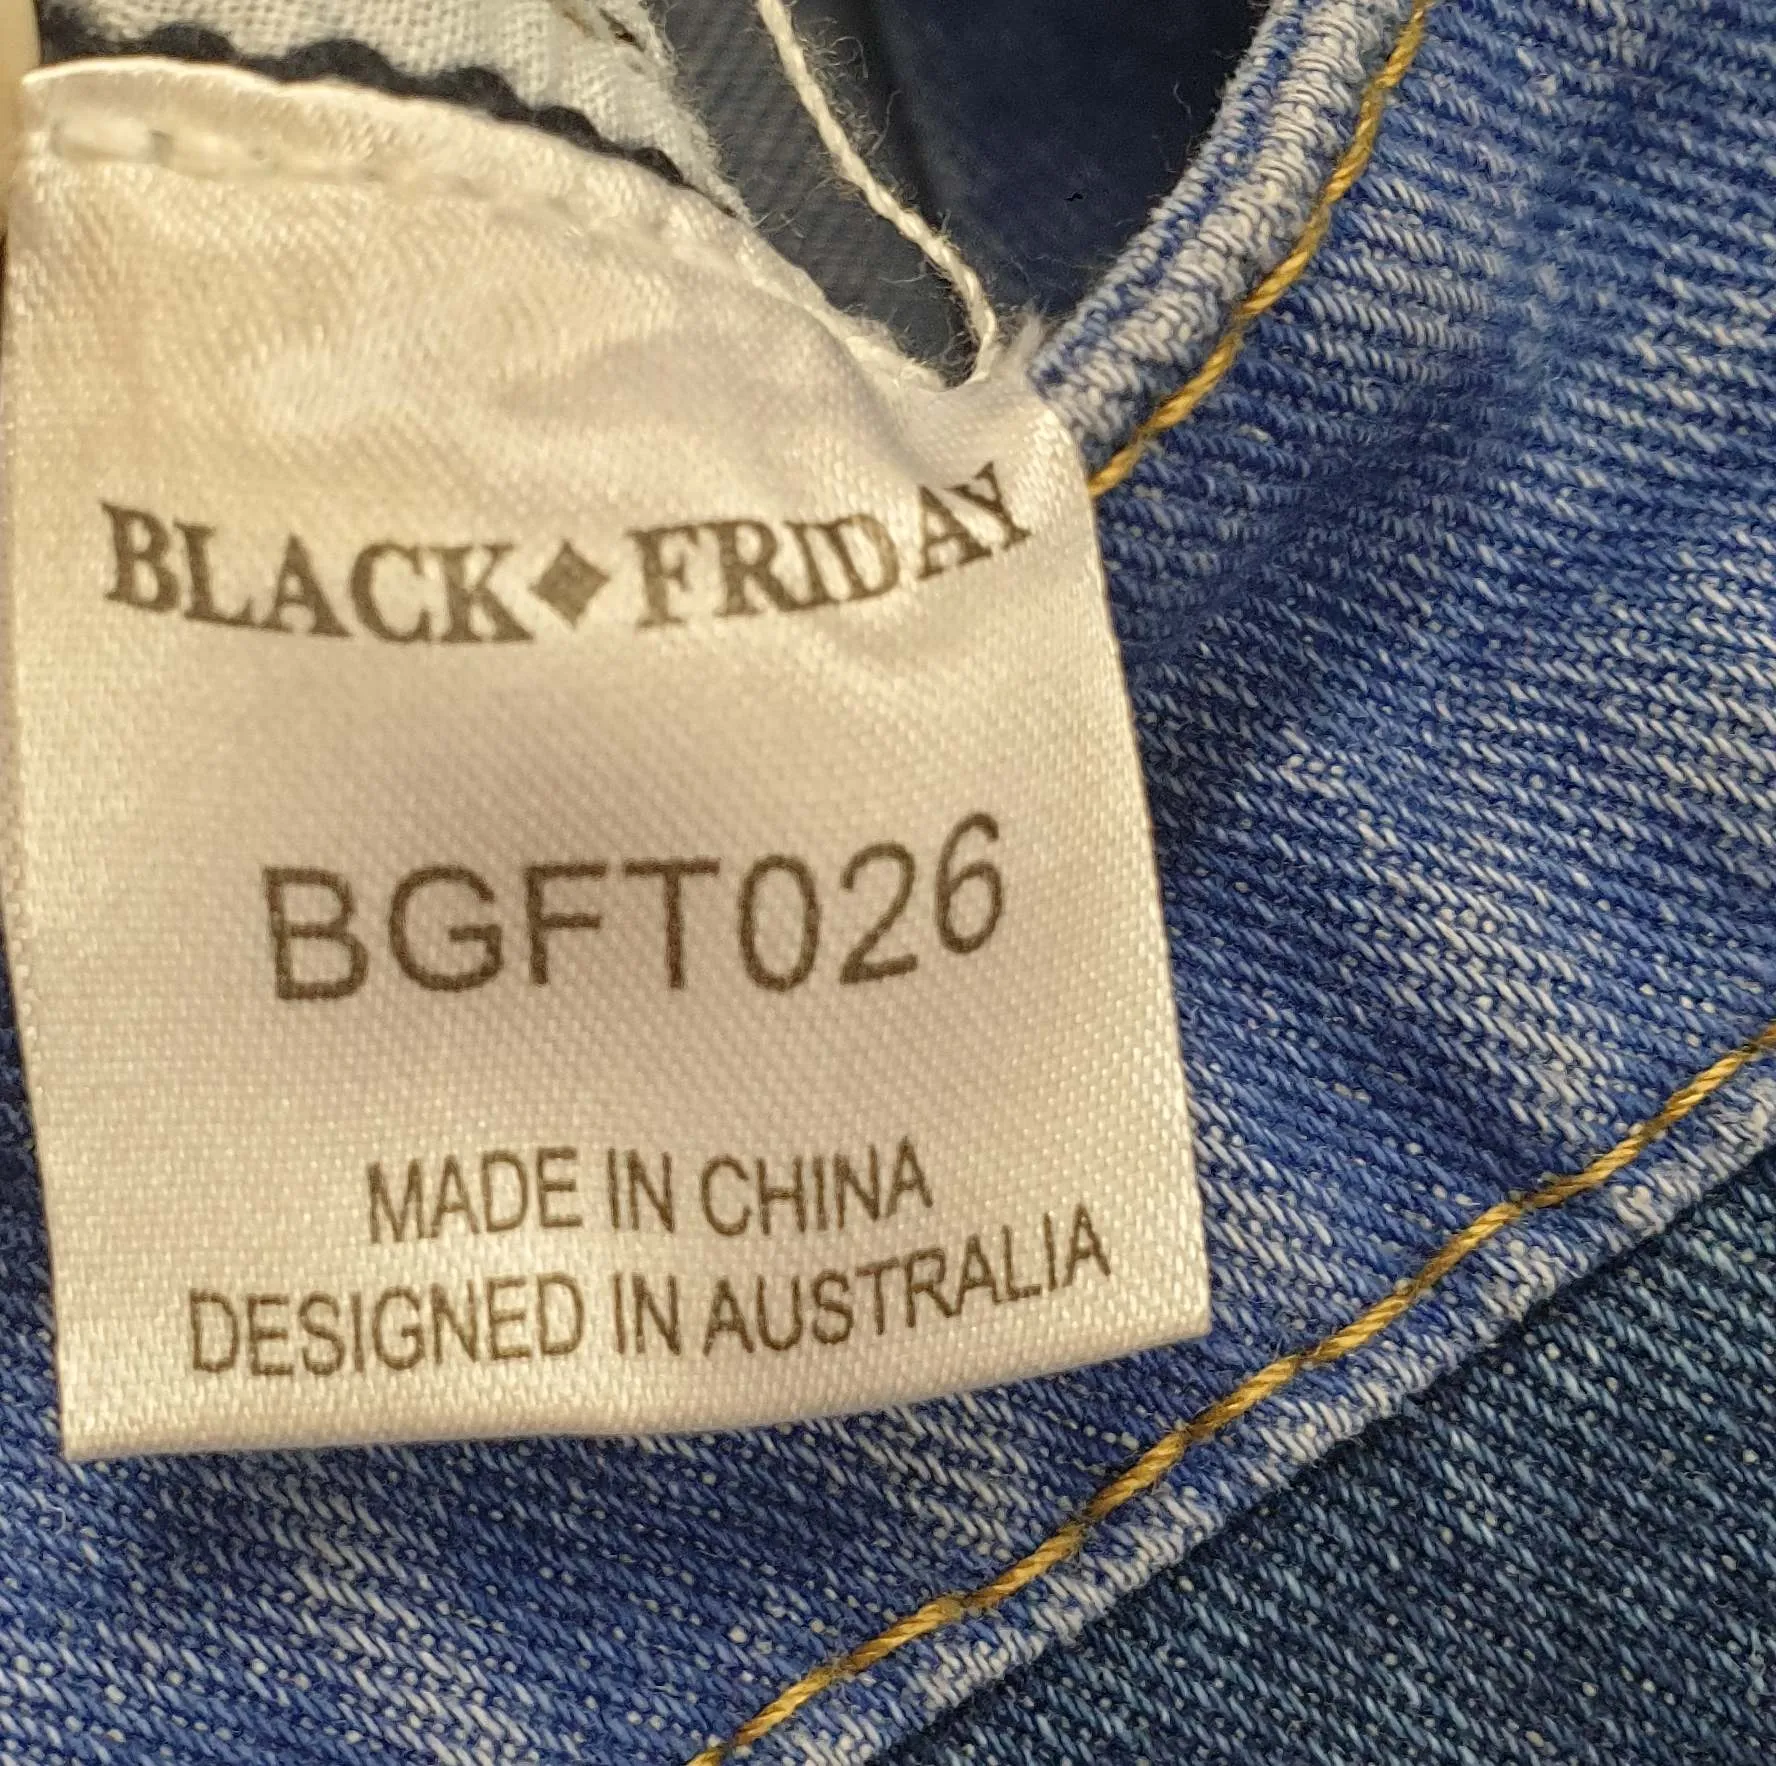 BLACK♦FRIDAY
BGFT026
MADE IN CHINA
DESIGNED IN AUSTRALIA